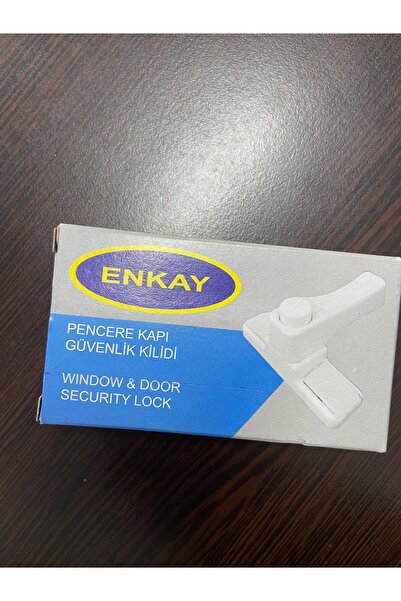 ENKAY
PENCERE KAPI
GÜVENLİK KİLİDİ
WINDOW & DOOR
SECURITY LOCK